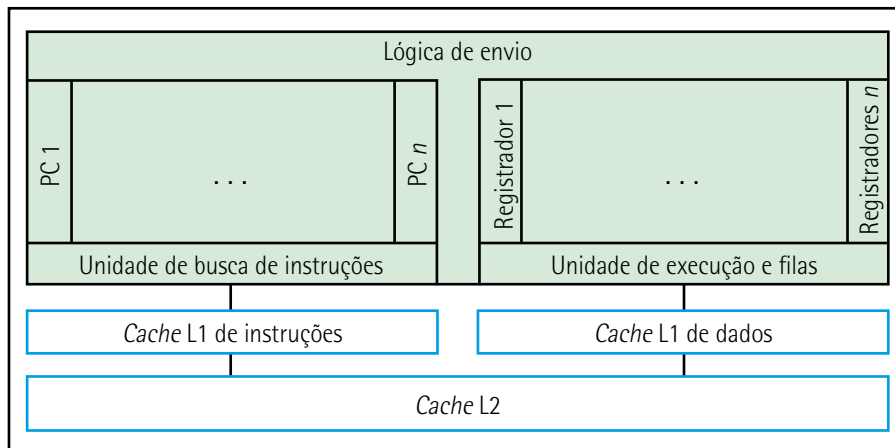 Lógica de envio
PC 1
. . .
PC n
Registrador 1
. . .
Registradores n
Unidade de busca de instruções
Unidade de execução e filas
Cache L1 de instruções
Cache L1 de dados
Cache L2